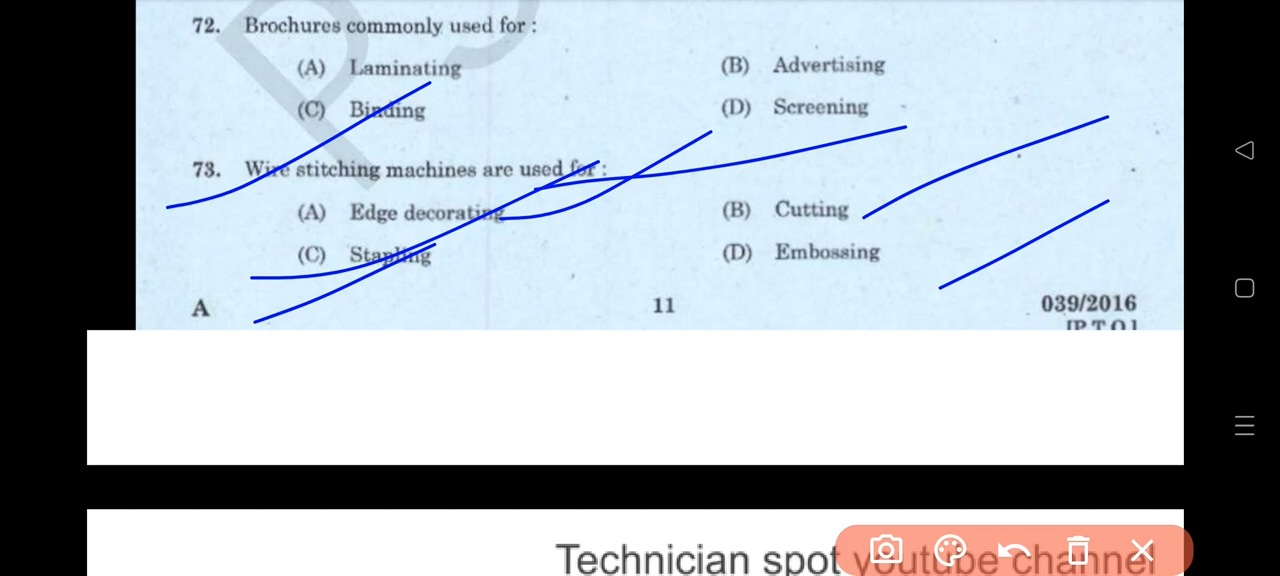 72. Brochures commonly used for :
(A) Laminating (B) Advertising
(C) Binding (D) Screening
73. Wire stitching machines are used for :
(A) Edge decorating (B) Cutting
(C) Stapling (D) Embossing
A 11 039/2016
[P.T.O.]
Technician spot youtube channel